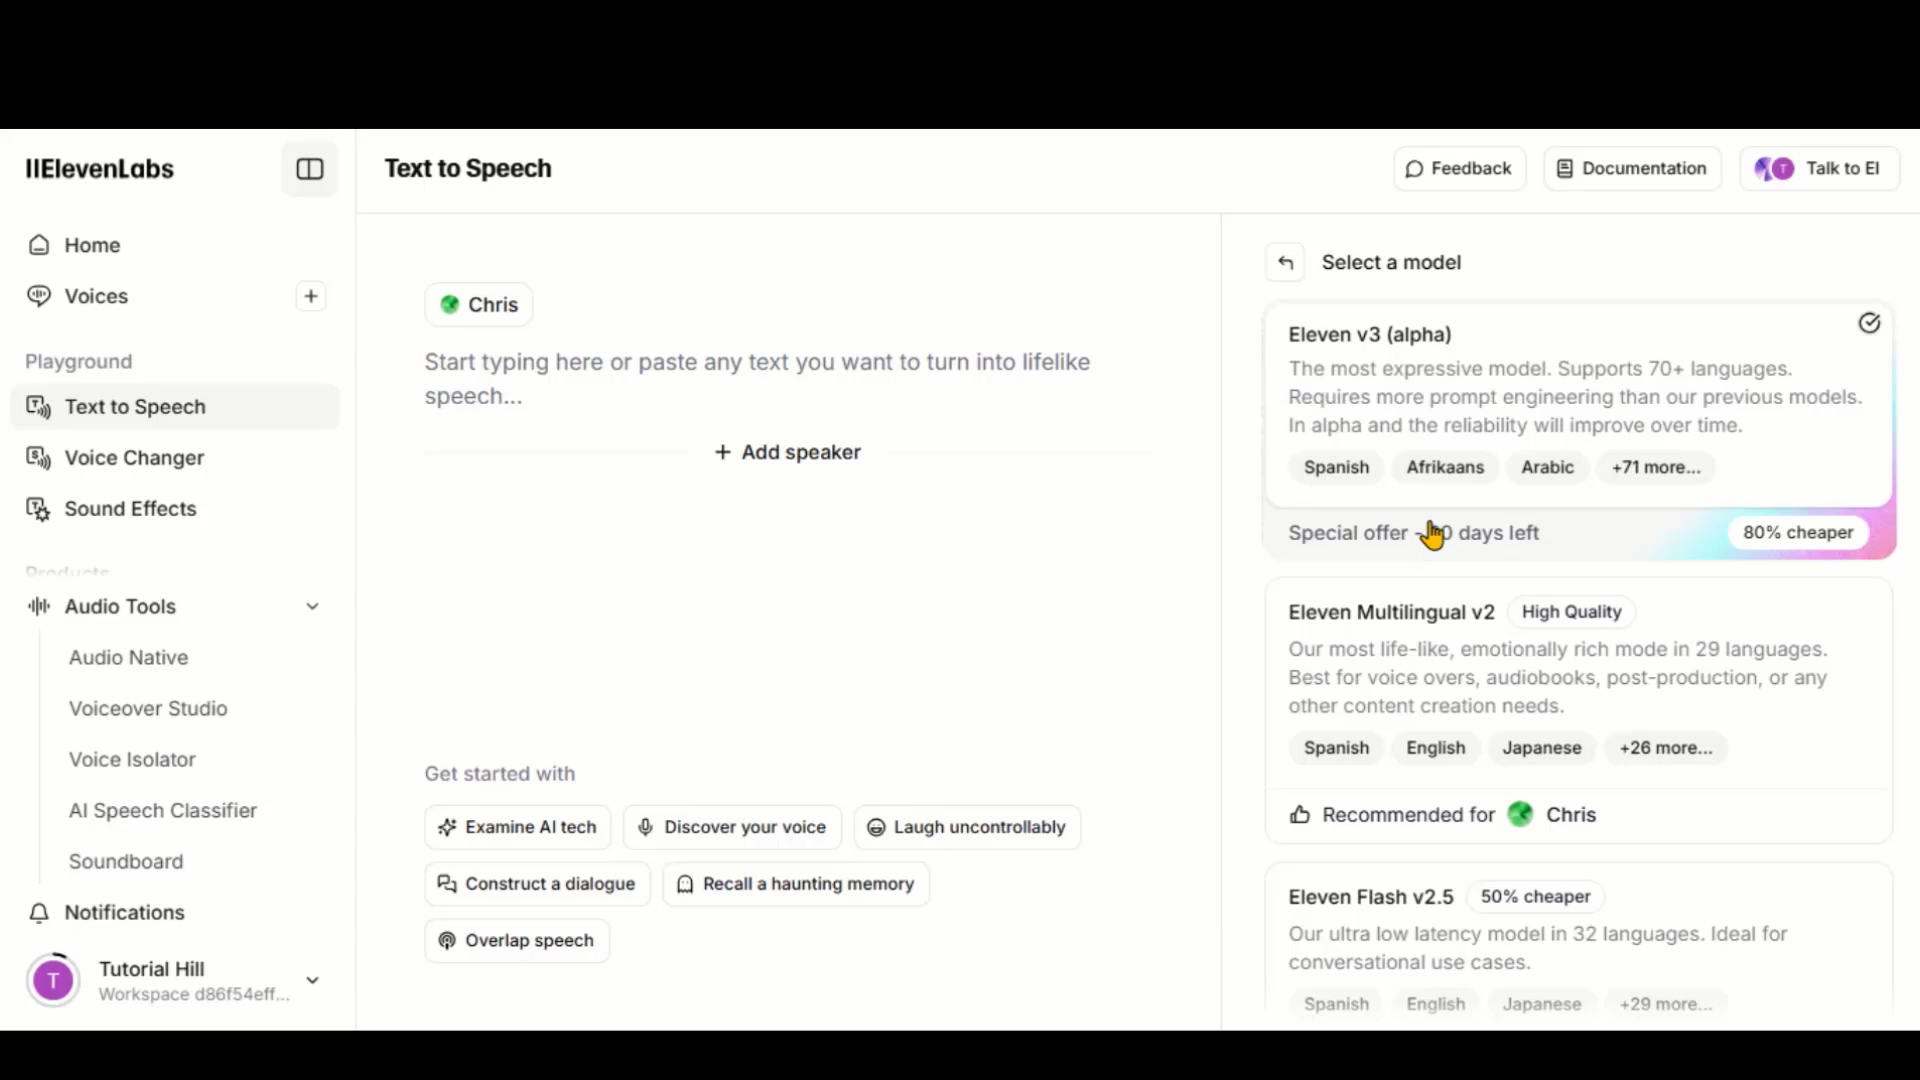 IIElevenLabs
Text to Speech
Feedback
Documentation
T
Talk to El
Home
Voices
Playground
Text to Speech
Voice Changer
Sound Effects
Products
Audio Tools
Audio Native
Voiceover Studio
Voice Isolator
AI Speech Classifier
Soundboard
Notifications
T
Tutorial Hill
Workspace d86f54eff...
Chris
Start typing here or paste any text you want to turn into lifelike
speech...
+ Add speaker
Get started with
Examine AI tech
Discover your voice
Laugh uncontrollably
Construct a dialogue
Recall a haunting memory
Overlap speech
Select a model
Eleven v3 (alpha)
The most expressive model. Supports 70+ languages.
Requires more prompt engineering than our previous models.
In alpha and the reliability will improve over time.
Spanish
Afrikaans
Arabic
+71 more...
Special offer - days left
80% cheaper
Eleven Multilingual v2
High Quality
Our most life-like, emotionally rich mode in 29 languages.
Best for voice overs, audiobooks, post-production, or any
other content creation needs.
Spanish
English
Japanese
+26 more...
Recommended for
Chris
Eleven Flash v2.5
50% cheaper
Our ultra low latency model in 32 languages. Ideal for
conversational use cases.
Spanish
English
Japanese
+29 more...